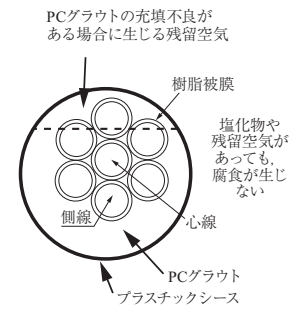 PCグラウトの充填不良が
ある場合に生じる残留空気
樹脂被膜
塩化物や
残留空気が
あっても,
腐食が生じ
ない
側線
心線
PCグラウト
プラスチックシース